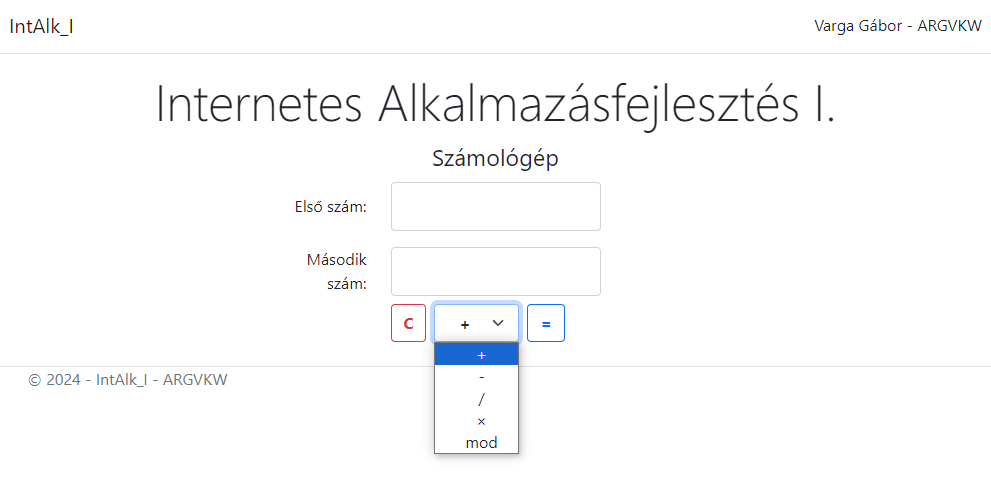 IntAlk_I
Varga Gábor - ARGVKW
Internetes Alkalmazásfejlesztés I.
Számológép
Első szám:
Második
szám:
C
+
=
+
-
/
×
mod
© 2024 - IntAlk_I - ARGVKW